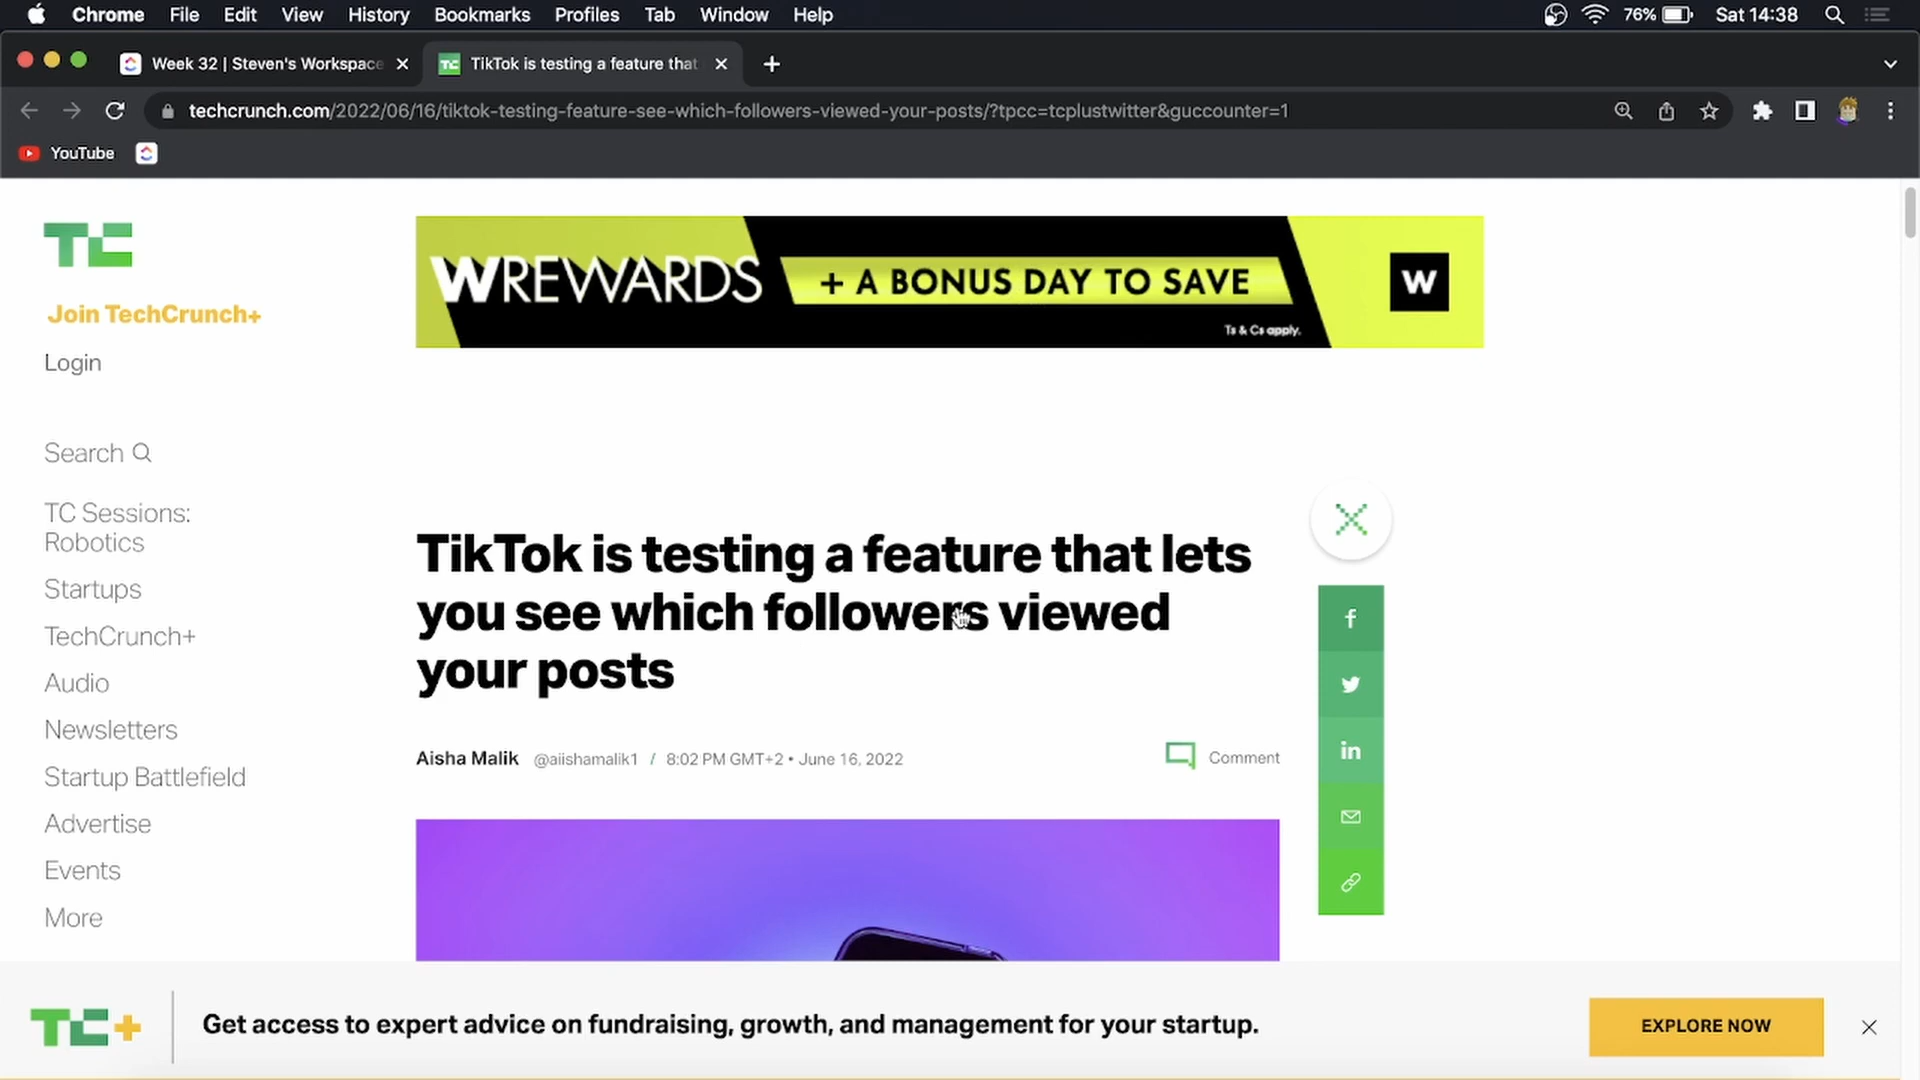 Chrome File Edit View History Bookmarks Profiles Tab Window Help 76% Sat 14:38
Week 32 | Steven's Workspace TikTok is testing a feature that
techcrunch.com/2022/06/16/tiktok-testing-feature-see-which-followers-viewed-your-posts/?tpcc=tcplustwitter&guccounter=1
YouTube
TC
WREWARDS + A BONUS DAY TO SAVE W
Ts & Cs apply.
Join TechCrunch+
Login
Search
TC Sessions:
Robotics
Startups
TechCrunch+
Audio
Newsletters
Startup Battlefield
Advertise
Events
More
TikTok is testing a feature that lets
you see which followers viewed
your posts
Aisha Malik @aiishamalik1 / 8:02 PM GMT+2 • June 16, 2022 Comment
f
in
TC+ Get access to expert advice on fundraising, growth, and management for your startup. EXPLORE NOW